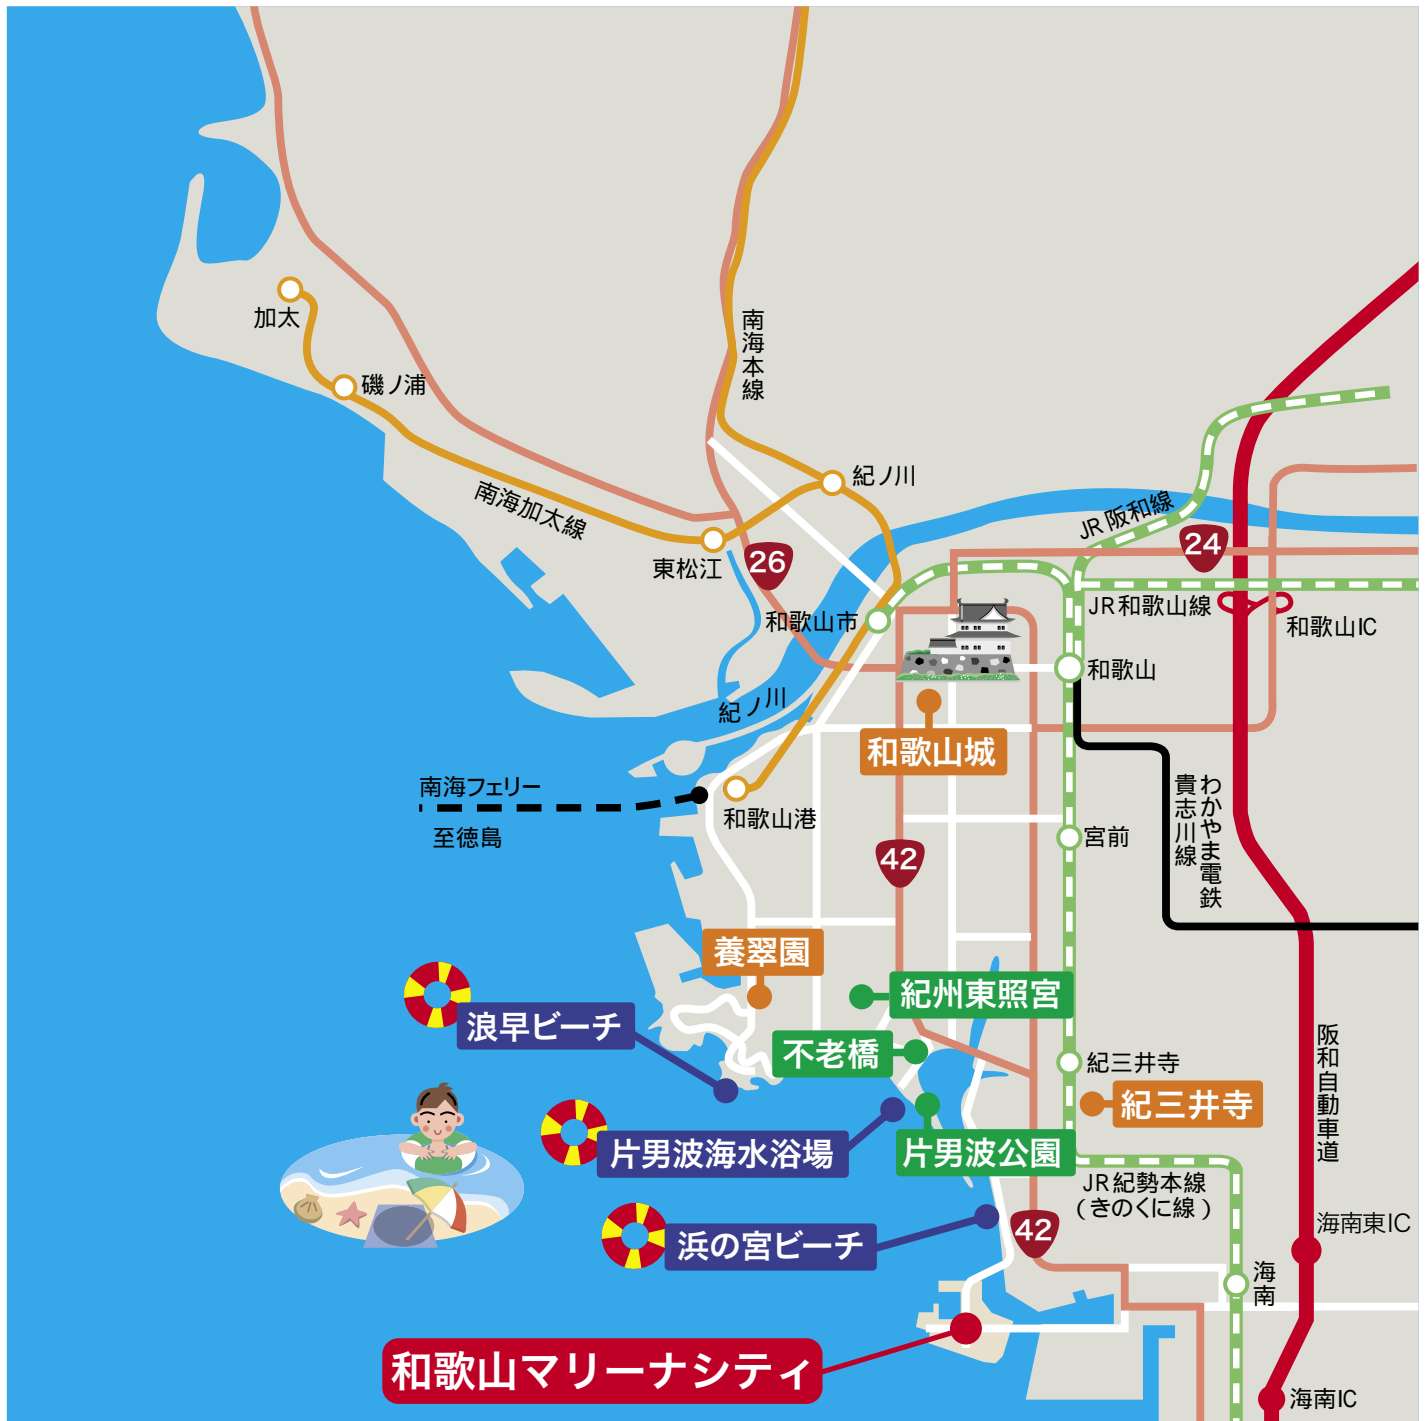 加太
磯ノ浦
南海本線
紀ノ川
南海加太線
東松江
26
JR阪和線
24
和歌山市
JR和歌山線
和歌山IC
和歌山
紀ノ川
和歌山城
南海フェリー
至徳島
和歌山港
わかやま電鉄
貴志川線
宮前
42
養翠園
紀州東照宮
浪早ビーチ
不老橋
紀三井寺
紀三井寺
阪和自動車道
片男波海水浴場
片男波公園
JR紀勢本線
(きのくに線)
浜の宮ビーチ
42
海南東IC
海南
和歌山マリーナシティ
海南IC